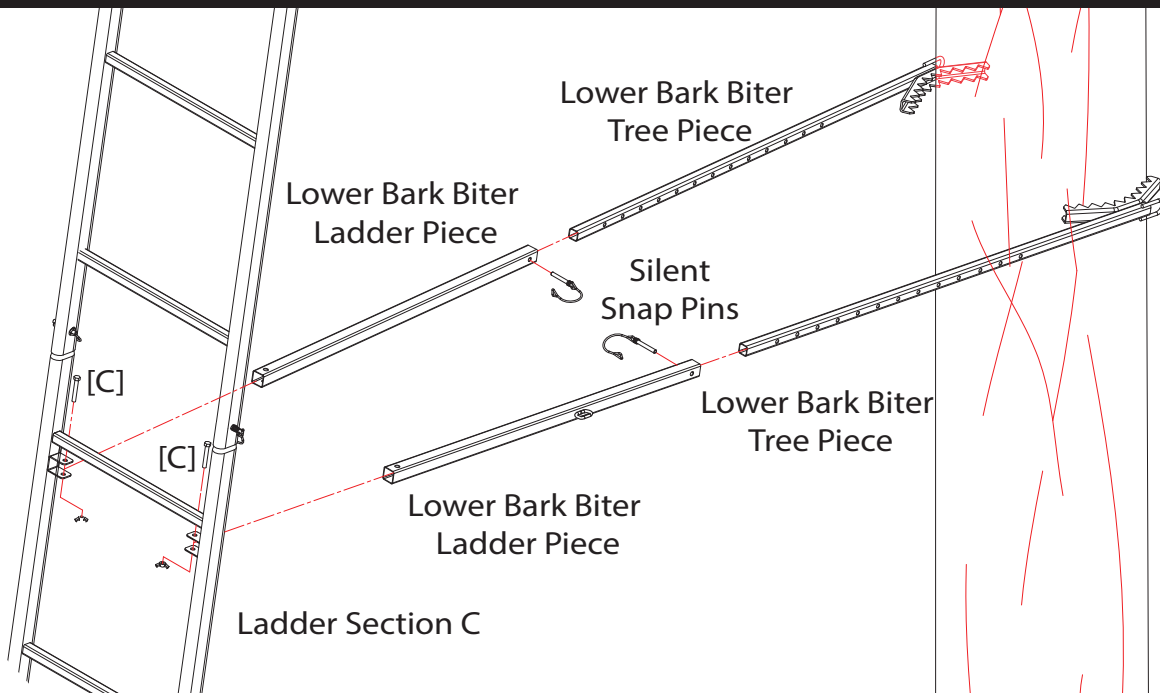 Lower Bark Biter
Tree Piece
Lower Bark Biter
Ladder Piece
Silent
Snap Pins
[C]
Lower Bark Biter
Tree Piece
[C]
Lower Bark Biter
Ladder Piece
Ladder Section C